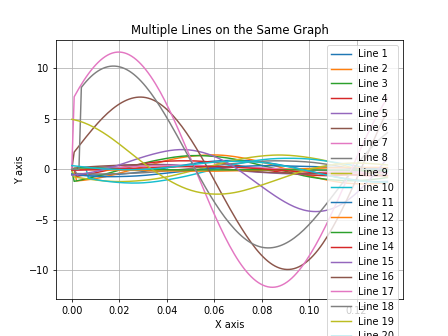 Multiple Lines on the Same Graph
Y axis
10
5
0
−5
−10
0.00
0.02
0.04
0.06
0.08
0.10
X axis
Line 1
Line 2
Line 3
Line 4
Line 5
Line 6
Line 7
Line 8
Line 9
Line 10
Line 11
Line 12
Line 13
Line 14
Line 15
Line 16
Line 17
Line 18
Line 19
Line 20